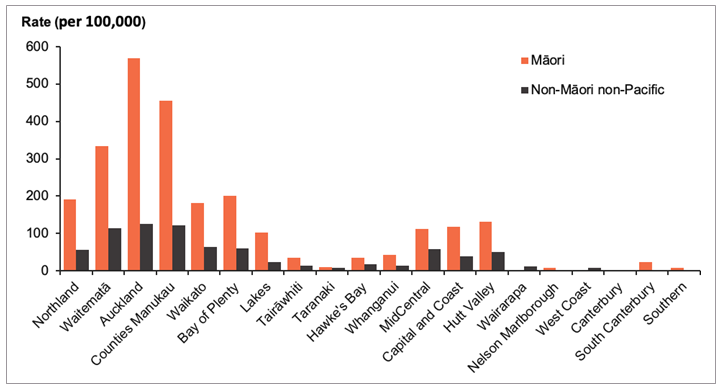 Rate (per 100,000)
600
500
400
300
200
100
0
Māori
Non-Māori non-Pacific
Northland
Waitematā
Auckland
Counties Manukau
Waikato
Bay of Plenty
Lakes
Tairāwhiti
Taranaki
Hawke's Bay
Whanganui
MidCentral
Capital and Coast
Hutt Valley
Wairarapa
Nelson Marlborough
West Coast
Canterbury
South Canterbury
Southern